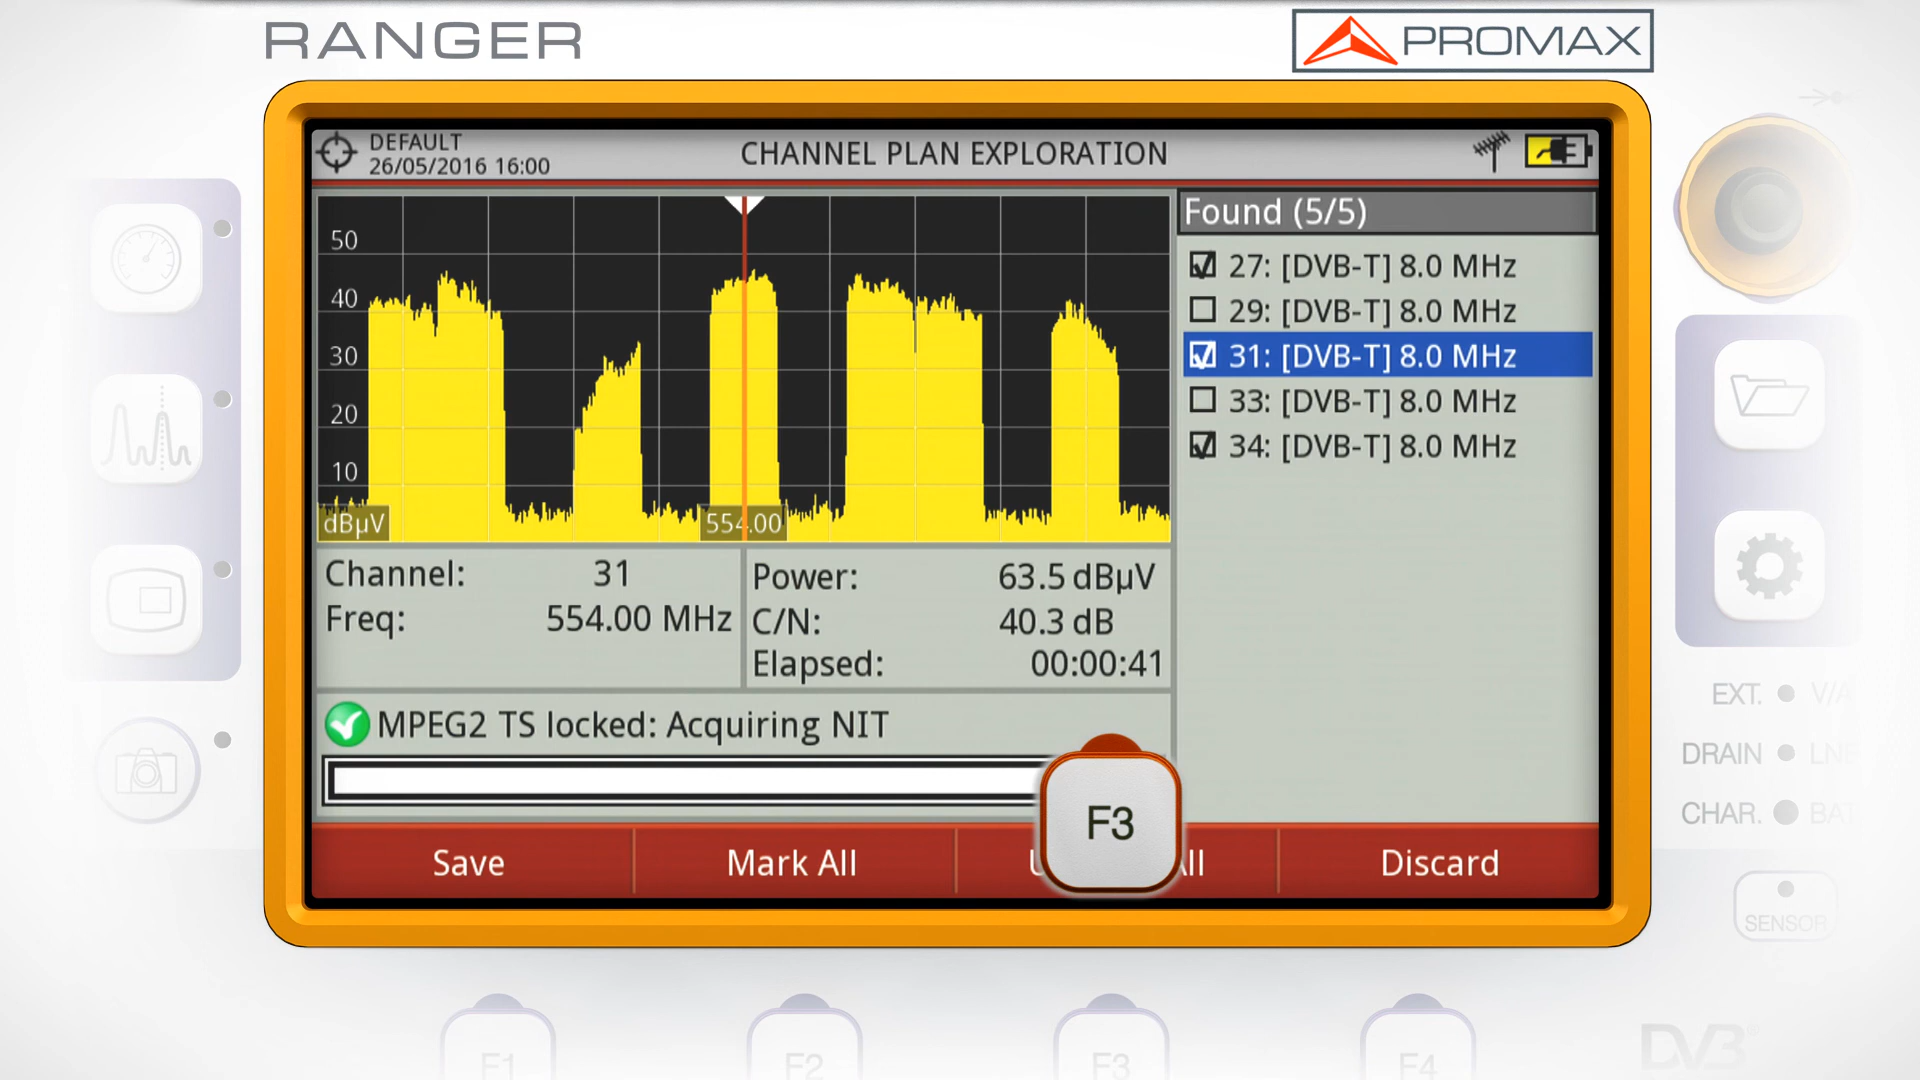 RANGER
PROMAX
DEFAULT
26/05/2016 16:00
CHANNEL PLAN EXPLORATION
50
40
30
20
10
dBµV
554.00
Found (5/5)
27: [DVB-T] 8.0 MHz
29: [DVB-T] 8.0 MHz
31: [DVB-T] 8.0 MHz
33: [DVB-T] 8.0 MHz
34: [DVB-T] 8.0 MHz
Channel: 31
Freq: 554.00 MHz
Power: 63.5 dBµV
C/N: 40.3 dB
Elapsed: 00:00:41
MPEG2 TS locked: Acquiring NIT
F3
Save
Mark All
All
Discard
EXT. V/A
DRAIN LNB
CHAR. BAT
SENSOR
F1
F2
F3
F4
DVB